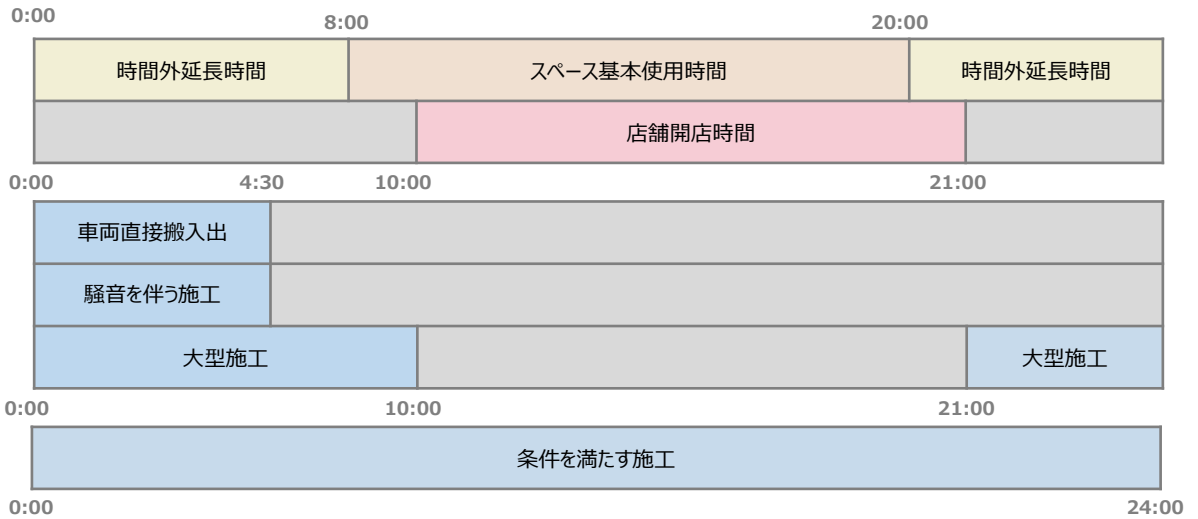 0:00
8:00
20:00
時間外延長時間
スペース基本使用時間
時間外延長時間
店舗開店時間
0:00
4:30
10:00
21:00
車両直接搬入出
騒音を伴う施工
大型施工
大型施工
0:00
10:00
21:00
条件を満たす施工
0:00
24:00